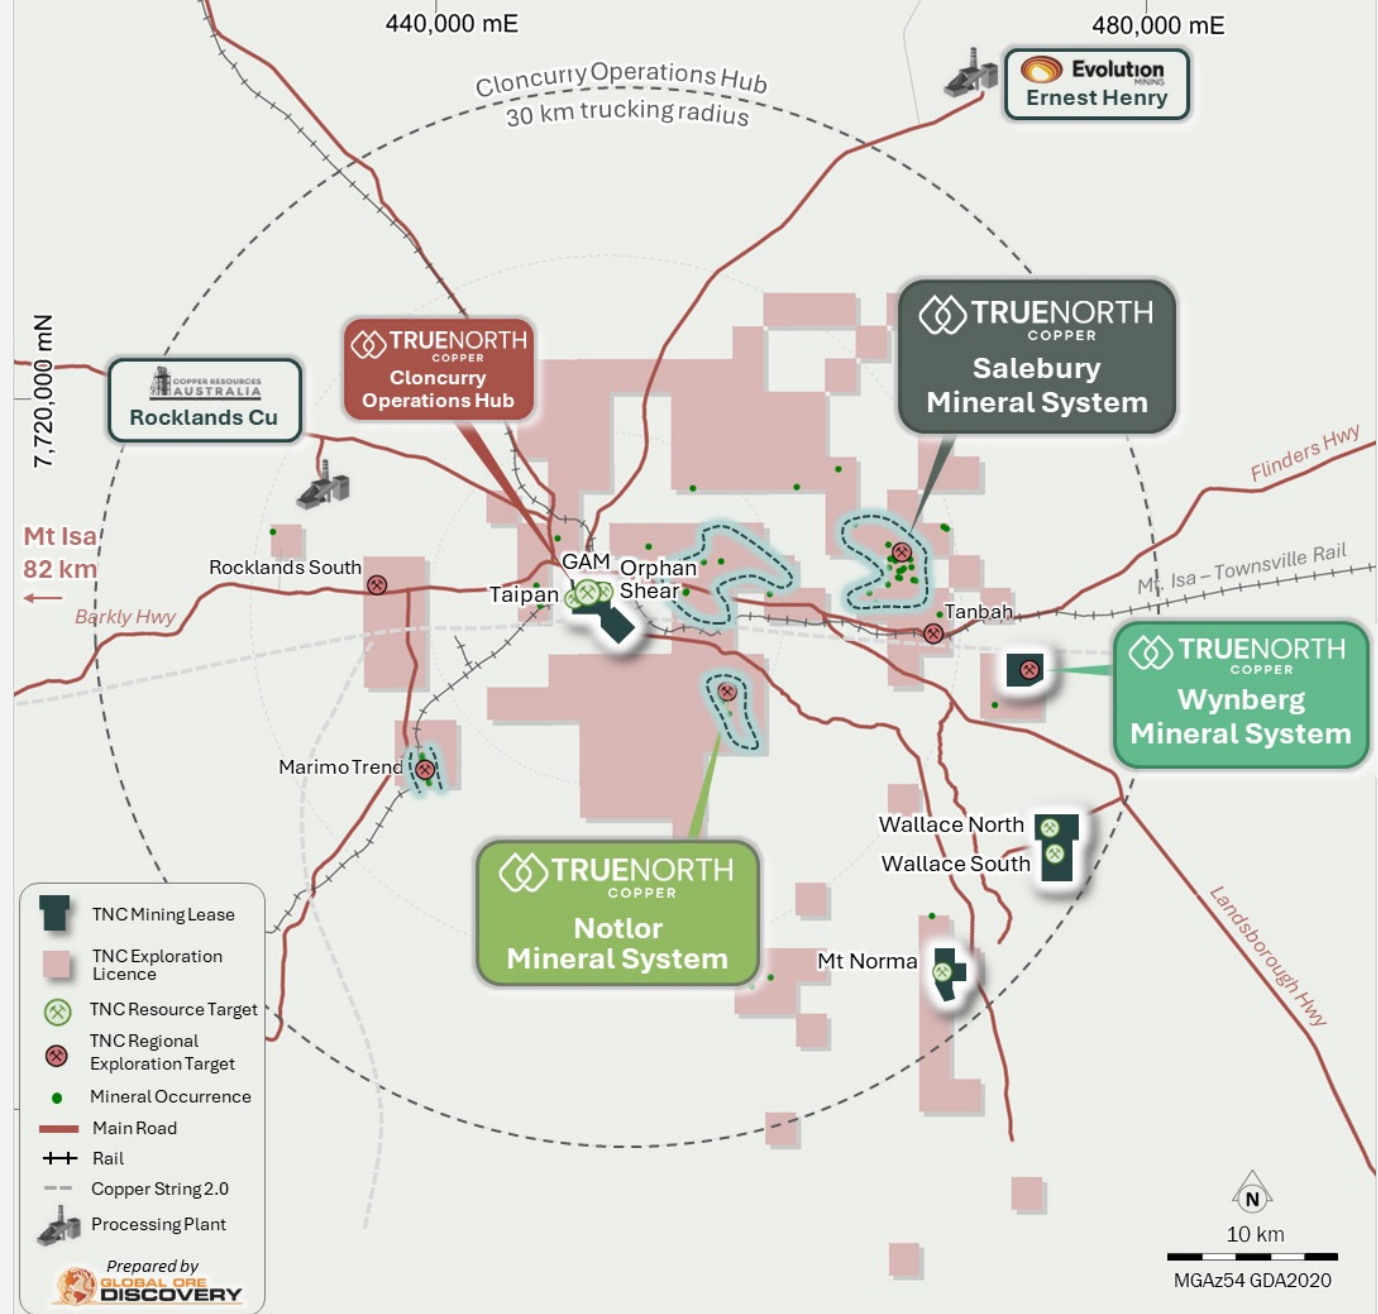 440,000 mE
480,000 mE
Cloncurry Operations Hub
30 km trucking radius
Evolution
MINING
Ernest Henry
7,720,000 mN
TRUENORTH
COPPER
Cloncurry
Operations Hub
TRUENORTH
COPPER
Salebury
Mineral System
COPPER RESOURCES
AUSTRALIA
Rocklands Cu
Flinders Hwy
Mt Isa
82 km
Rocklands South
Barkly Hwy
GAM
Orphan
Shear
Taipan
Mt. Isa – Townsville Rail
Tanbah
TRUENORTH
COPPER
Wynberg
Mineral System
Marimo Trend
Wallace North
Wallace South
TRUENORTH
COPPER
Notlor
Mineral System
Mt Norma
Landsborough Hwy
TNC Mining Lease
TNC Exploration
Licence
TNC Resource Target
TNC Regional
Exploration Target
Mineral Occurrence
Main Road
Rail
Copper String 2.0
Processing Plant
Prepared by
GLOBAL ORE
DISCOVERY
N
10 km
MGAz54 GDA2020